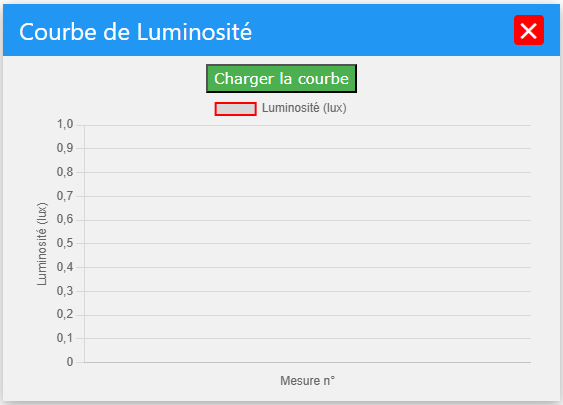 Courbe de Luminosité
Charger la courbe
Luminosité (lux)
1,0
0,9
0,8
0,7
0,6
0,5
0,4
0,3
0,2
0,1
0
Luminosité (lux)
Mesure n°